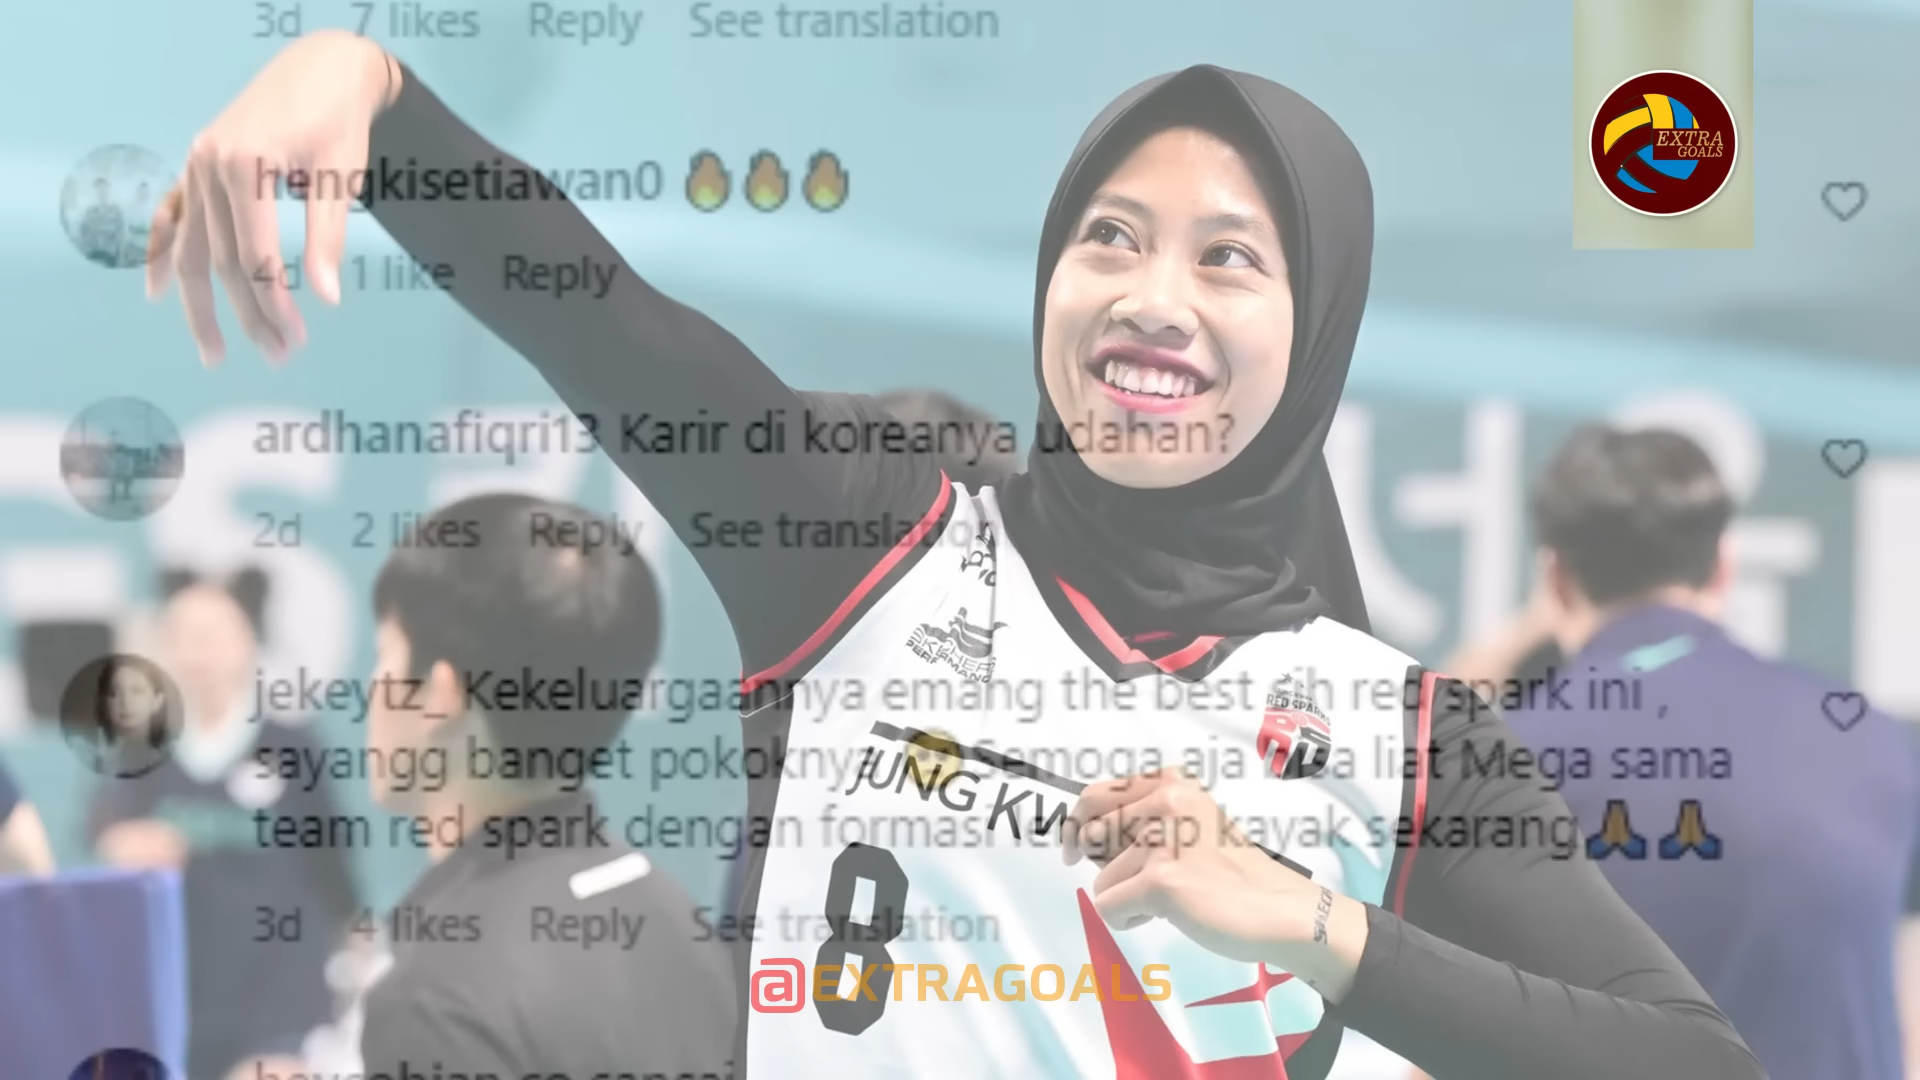 3d 7 likes Reply See translation
EXTRA
GOALS
hengkisetiawan0 🔥🔥🔥
4d 1 like Reply
ardhanafiqri13 Karir di koreanya udahan?
2d 2 likes Reply See translation
jekeytz_ Kekeluargaannya emang the best sih red spark ini ,
sayangg banget pokoknya Semoga aja bisa liat Mega sama
team red spark dengan formasi lengkap kayak sekarang🙏🙏
RED SPARKS
JUNG KW
8
3d 4 likes Reply See translation
@EXTRAGOALS